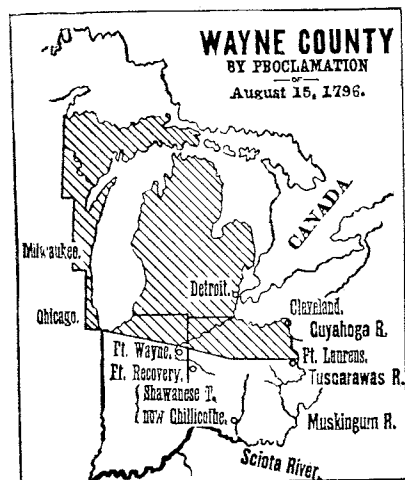 WAYNE COUNTY
BY PROCLAMATION
OF
August 15, 1796.
CANADA
Milwaukee.
Detroit.
Chicago.
Cleveland.
Cuyahoga R.
Ft. Wayne.
Ft. Laurens.
Ft. Recovery.
Tuscarawas R.
Shawanese T.
now Chillicothe.
Muskingum R.
Sciota River.